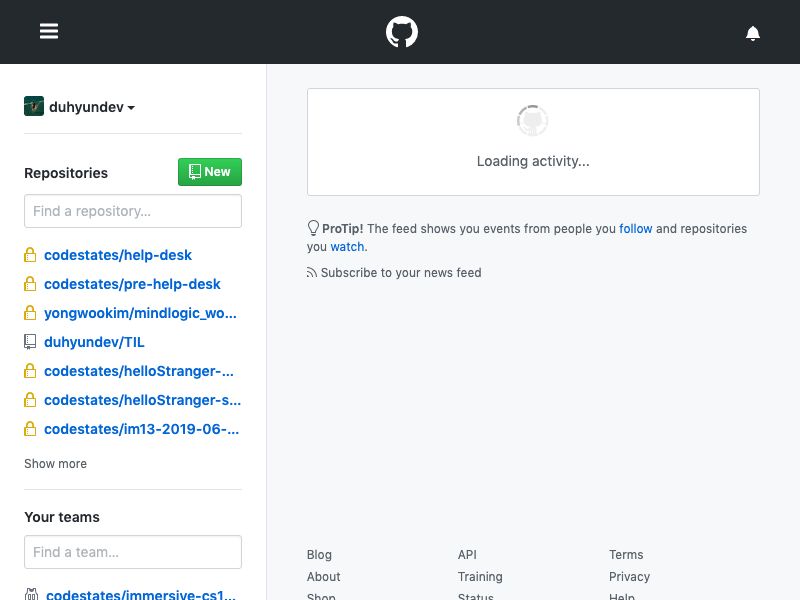 duhyundev
Repositories
New
Find a repository...
codestates/help-desk
codestates/pre-help-desk
yongwookim/mindlogic_wo...
duhyundev/TIL
codestates/helloStranger-...
codestates/helloStranger-s...
codestates/im13-2019-06-...
Show more
Your teams
Find a team...
codestates/immersive-cs1...
Loading activity...
ProTip! The feed shows you events from people you follow and repositories
you watch.
Subscribe to your news feed
Blog
API
Terms
About
Training
Privacy
Shop
Status
Help